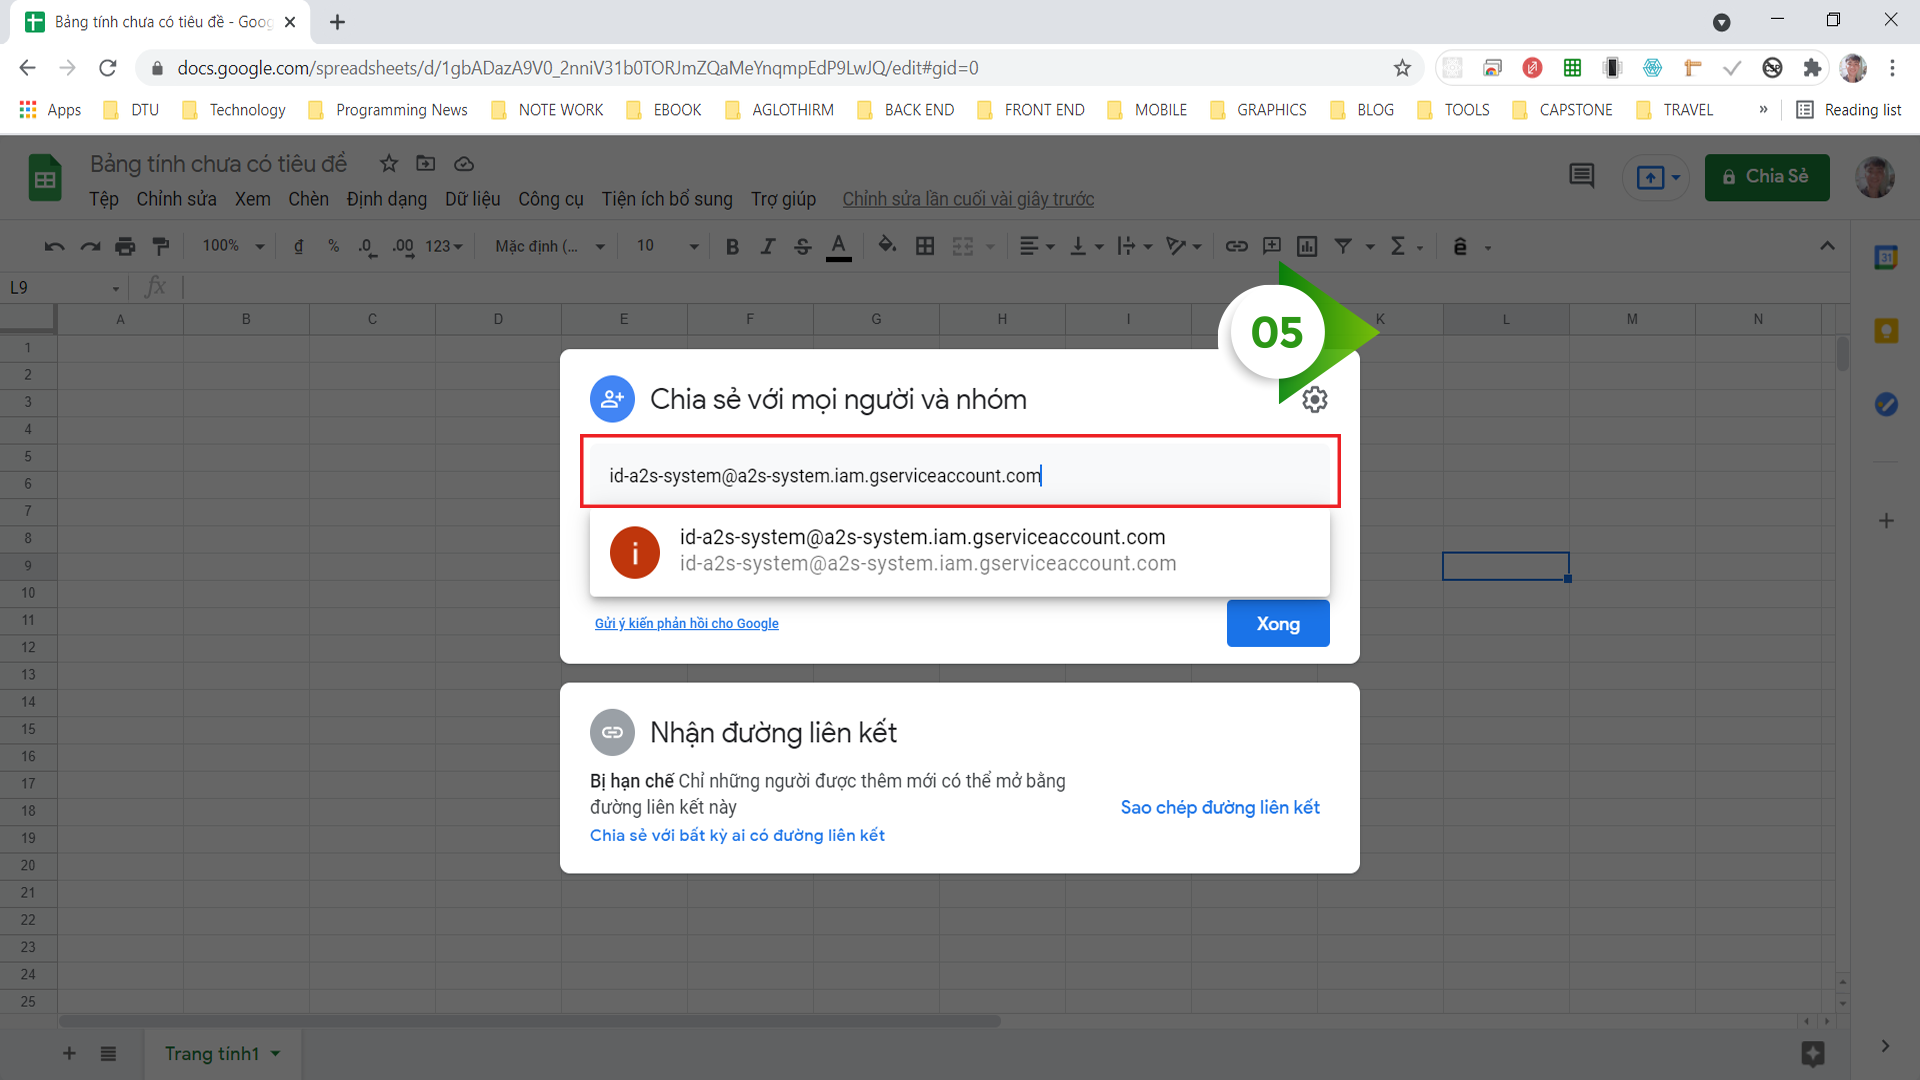 Bảng tính chưa có tiêu đề - Goog
docs.google.com/spreadsheets/d/1gbADazA9V0_2nniV31b0TORJmZQaMeYnqmpEdP9LwJQ/edit#gid=0
Apps DTU Technology Programming News NOTE WORK EBOOK AGLOTHIRM BACK END FRONT END MOBILE GRAPHICS BLOG TOOLS CAPSTONE TRAVEL » Reading list
Bảng tính chưa có tiêu đề
Chia Sẻ
Tệp Chỉnh sửa Xem Chèn Định dạng Dữ liệu Công cụ Tiện ích bổ sung Trợ giúp Chỉnh sửa lần cuối vài giây trước
100% đ % .0 .00 123 Mặc định (... 10 B I S A Σ ê
31
L9 fx
A B C D E F G H I K L M N
05
1
2
3
4
5
6
7
8
9
10
11
12
13
14
15
16
17
18
19
20
21
22
23
24
25
Chia sẻ với mọi người và nhóm
id-a2s-system@a2s-system.iam.gserviceaccount.com
i
id-a2s-system@a2s-system.iam.gserviceaccount.com
id-a2s-system@a2s-system.iam.gserviceaccount.com
Gửi ý kiến phản hồi cho Google
Xong
Nhận đường liên kết
Bị hạn chế Chỉ những người được thêm mới có thể mở bằng
đường liên kết này
Sao chép đường liên kết
Chia sẻ với bất kỳ ai có đường liên kết
Trang tính1